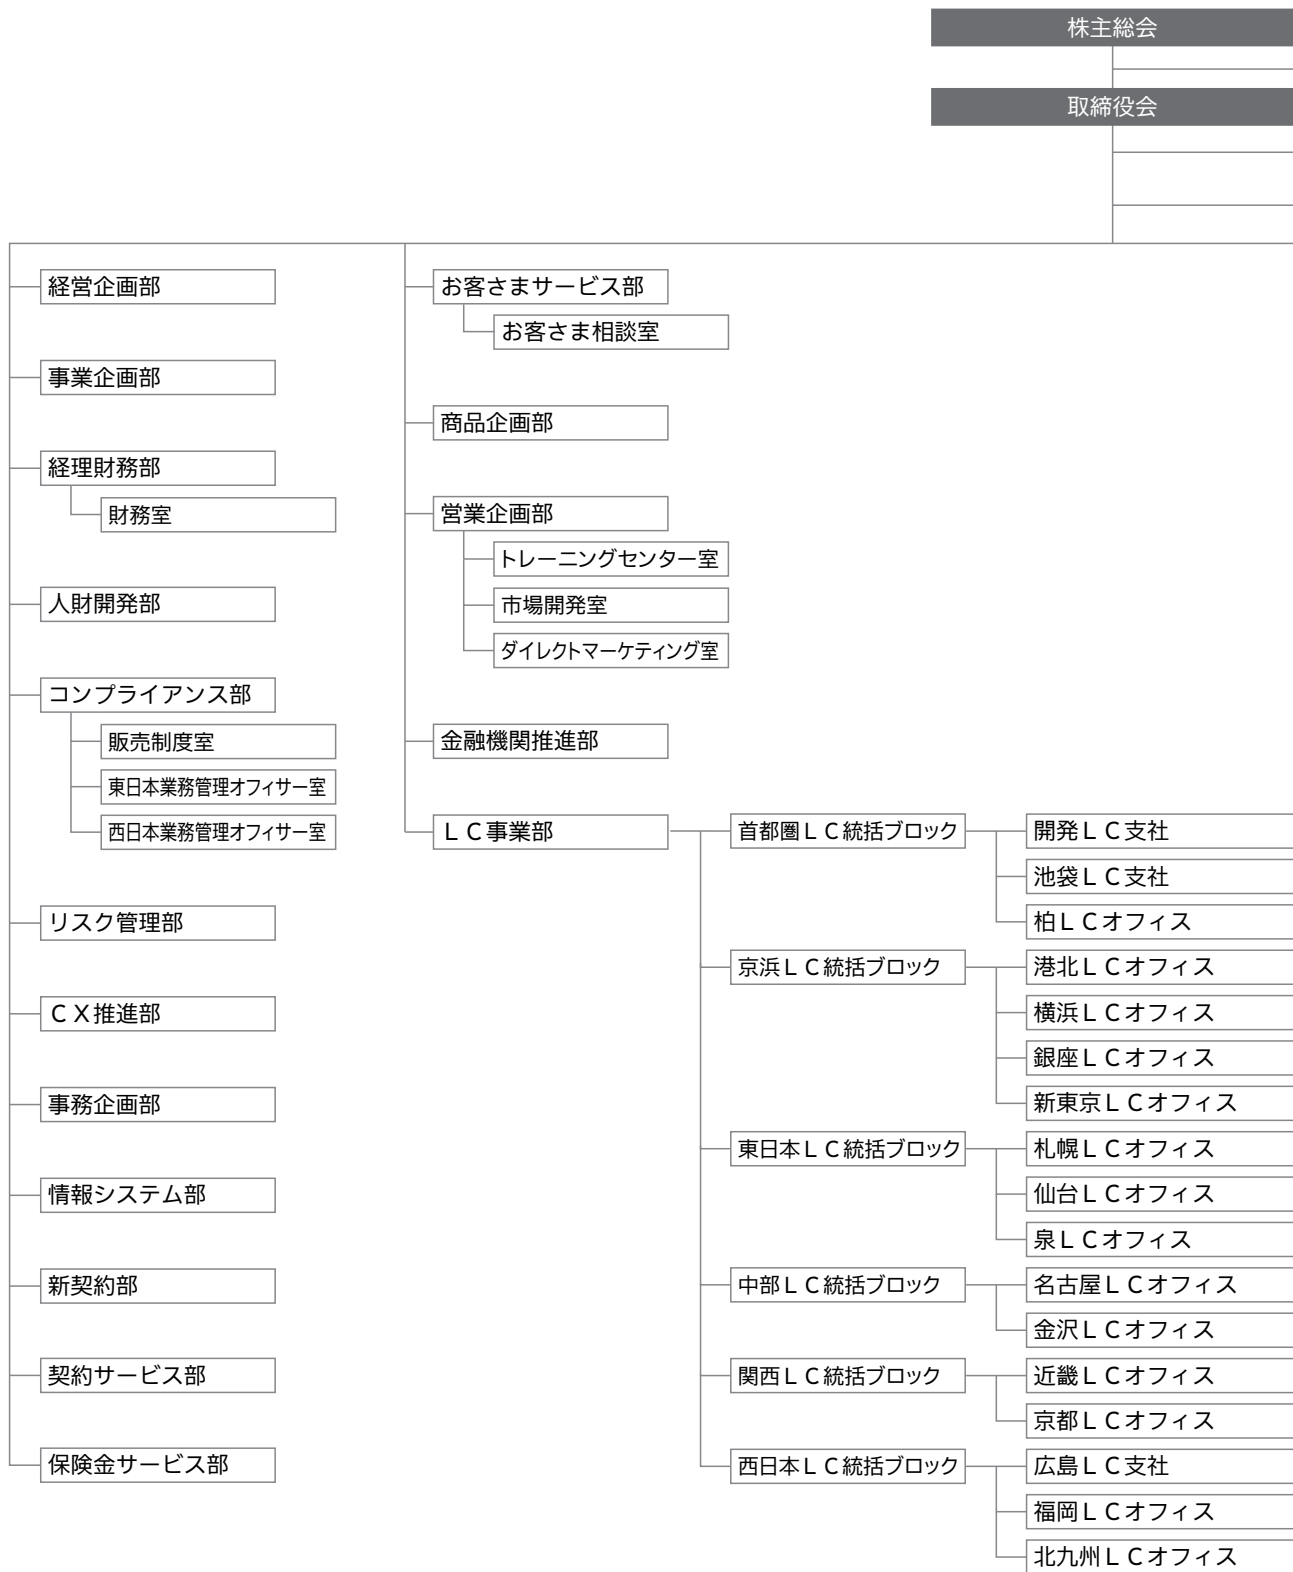 株主総会
取締役会
経営企画部
事業企画部
経理財務部
財務室
人財開発部
コンプライアンス部
販売制度室
東日本業務管理オフィサー室
西日本業務管理オフィサー室
リスク管理部
ＣＸ推進部
事務企画部
情報システム部
新契約部
契約サービス部
保険金サービス部
お客さまサービス部
お客さま相談室
商品企画部
営業企画部
トレーニングセンター室
市場開発室
ダイレクトマーケティング室
金融機関推進部
ＬＣ事業部
首都圏ＬＣ統括ブロック
開発ＬＣ支社
池袋ＬＣ支社
柏ＬＣオフィス
京浜ＬＣ統括ブロック
港北ＬＣオフィス
横浜ＬＣオフィス
銀座ＬＣオフィス
新東京ＬＣオフィス
東日本ＬＣ統括ブロック
札幌ＬＣオフィス
仙台ＬＣオフィス
泉ＬＣオフィス
中部ＬＣ統括ブロック
名古屋ＬＣオフィス
金沢ＬＣオフィス
関西ＬＣ統括ブロック
近畿ＬＣオフィス
京都ＬＣオフィス
西日本ＬＣ統括ブロック
広島ＬＣ支社
福岡ＬＣオフィス
北九州ＬＣオフィス